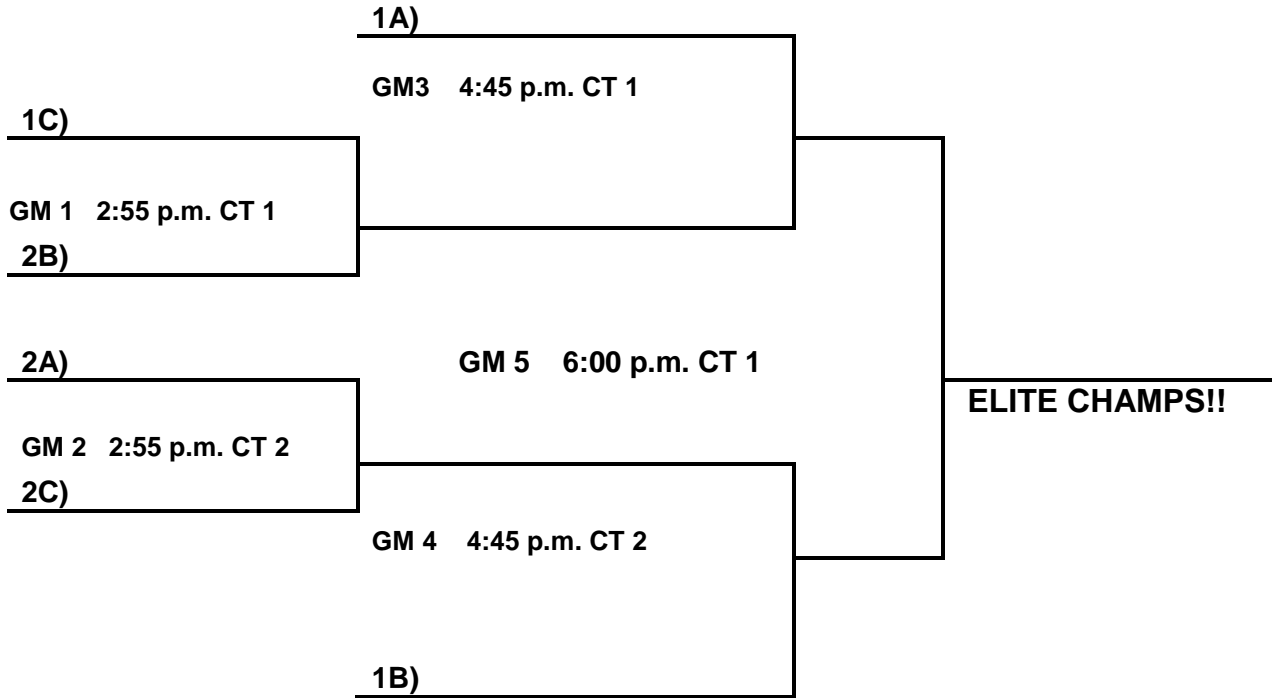 1A)
GM3 4:45 p.m. CT 1
1C)
GM 1 2:55 p.m. CT 1
2B)
2A)
GM 5 6:00 p.m. CT 1
ELITE CHAMPS!!
GM 2 2:55 p.m. CT 2
2C)
GM 4 4:45 p.m. CT 2
1B)